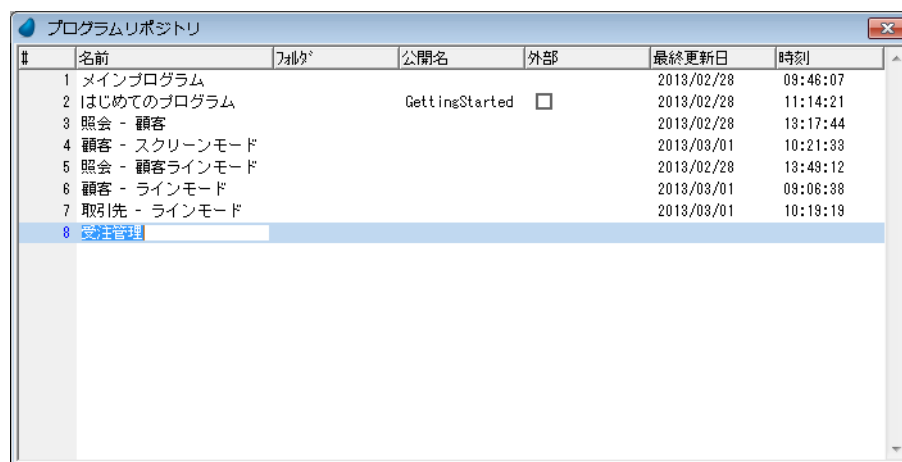 プログラムリポジトリ
# 名前 ﾌｫﾙﾀﾞ 公開名 外部 最終更新日 時刻
1 メインプログラム 2013/02/28 09:46:07
2 はじめてのプログラム GettingStarted 2013/02/28 11:14:21
3 照会 - 顧客 2013/02/28 13:17:44
4 顧客 - スクリーンモード 2013/03/01 10:21:33
5 照会 - 顧客ラインモード 2013/02/28 13:49:12
6 顧客 - ラインモード 2013/03/01 09:06:38
7 取引先 - ラインモード 2013/03/01 10:19:19
8 受注管理